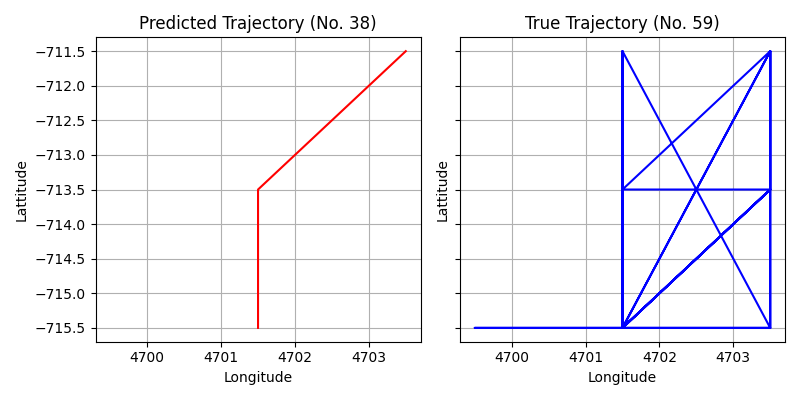 Predicted Trajectory (No. 38)
True Trajectory (No. 59)
−711.5
−712.0
−712.5
−713.0
−713.5
−714.0
−714.5
−715.0
−715.5
Lattitude
Lattitude
4700 4701 4702 4703
4700 4701 4702 4703
Longitude
Longitude